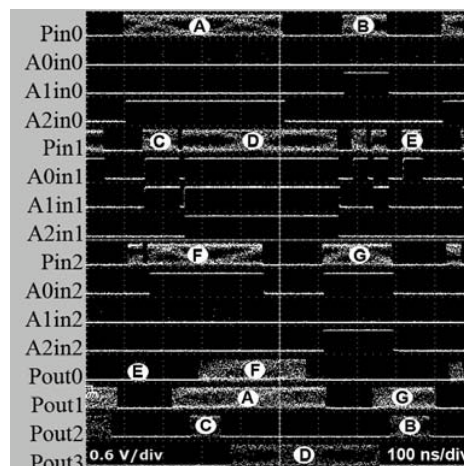 Pin0 A B
A0in0
A1in0
A2in0
Pin1 C D E
A0in1
A1in1
A2in1
Pin2 F G
A0in2
A1in2
A2in2
Pout0 E F
Pout1 A G
Pout2 C B
Pout3 0.6 V/div D 100 ns/div